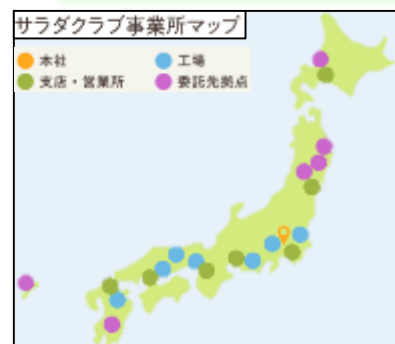 サラダクラブ事業所マップ
本社
工場
支店・営業所
委託先拠点